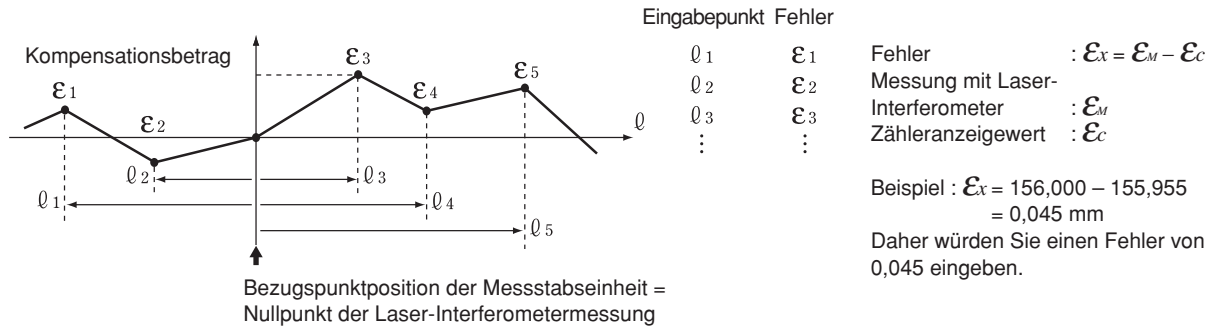 Kompensationsbetrag
ε1
ε2
ε3
ε4
ε5
ℓ
ℓ2
ℓ3
ℓ1
ℓ4
ℓ5
Bezugspunktposition der Messstabseinheit =
Nullpunkt der Laser-Interferometermessung
Eingabepunkt Fehler
ℓ1 ε1
ℓ2 ε2
ℓ3 ε3
⋮ ⋮
Fehler : εX = εM – εC
Messung mit Laser-
Interferometer : εM
Zähleranzeigewert : εC
Beispiel : εX = 156,000 – 155,955
= 0,045 mm
Daher würden Sie einen Fehler von
0,045 eingeben.